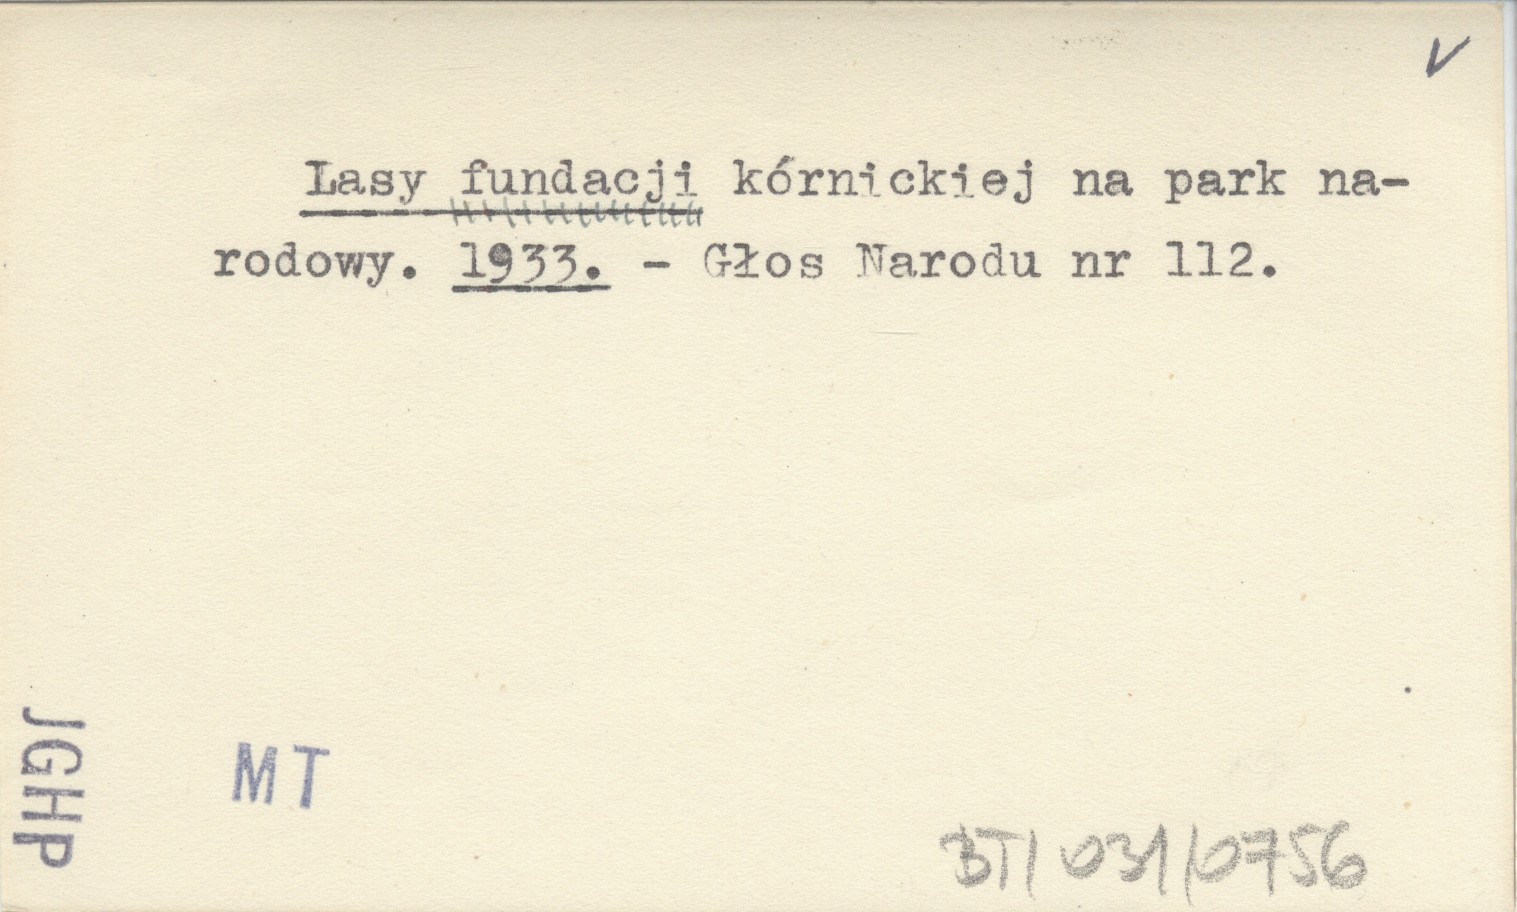 V
Lasy fundacji kórnickiej na park na-
rodowy. 1933. - Głos Narodu nr 112.
JGHP
MT
BT/031/0756